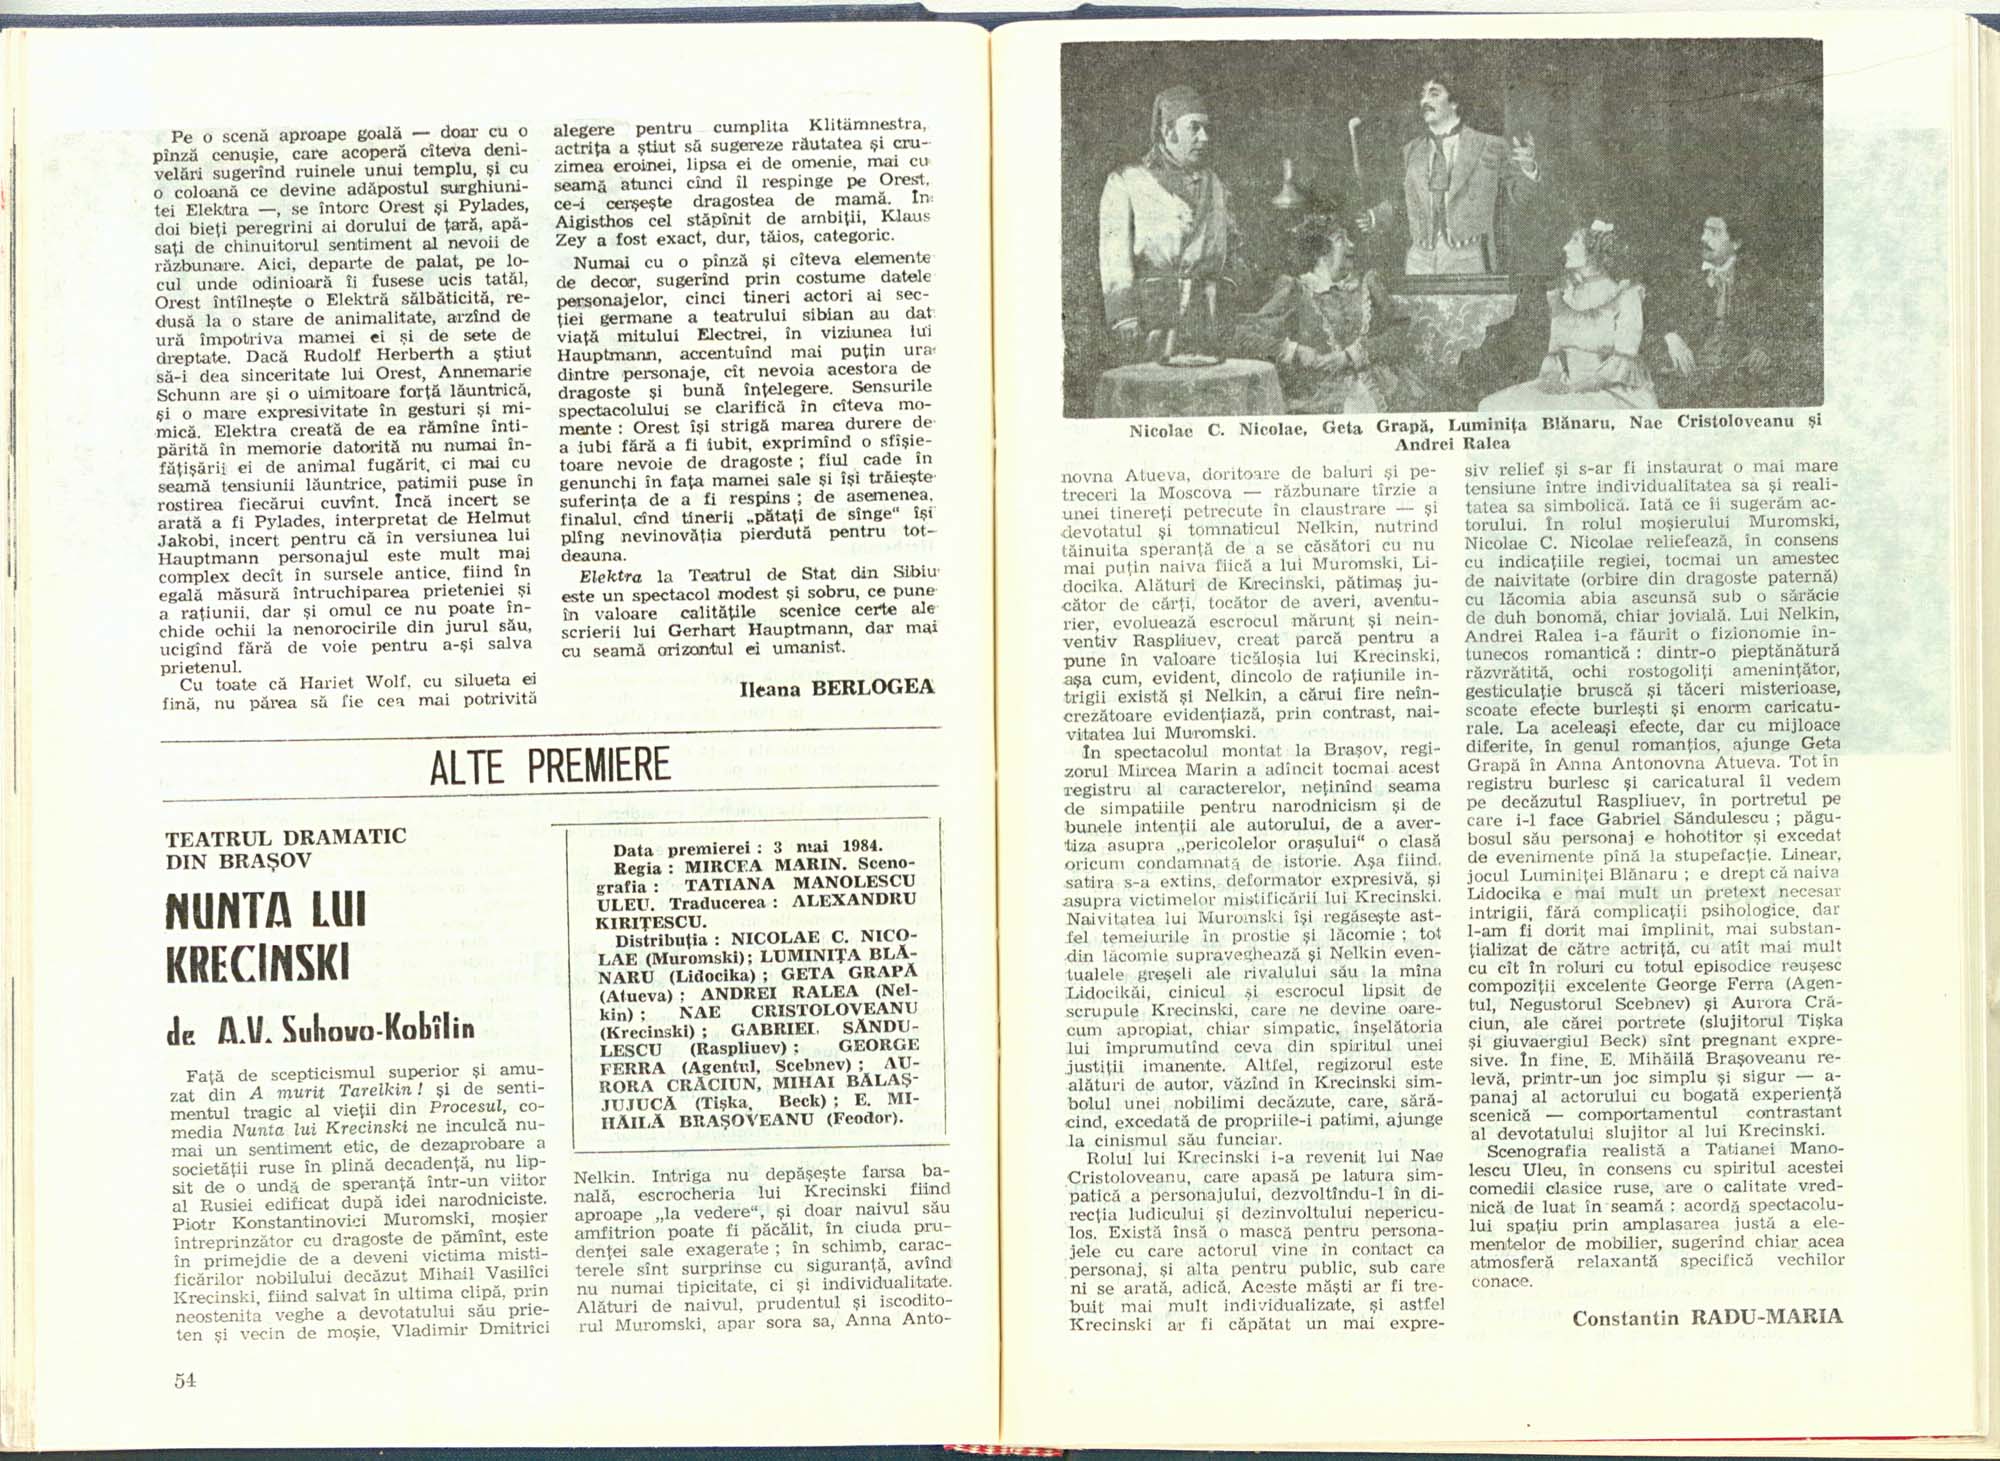 Pe o scenă aproape goală — doar cu o
pînză cenușie, care acoperă cîteva deni-
velări sugerînd ruinele unui templu, și cu
o coloană ce devine adăpostul surghiuni-
tei Elektra —, se întorc Orest și Pylades,
doi bieți peregrini ai dorului de țară, apă-
sați de chinuitorul sentiment al nevoii de
răzbunare. Aici, departe de palat, pe lo-
cul unde odinioară îi fusese ucis tatăl,
Orest întîlnește o Elektră sălbăticită, re-
dusă la o stare de animalitate, arzînd de
ură împotriva mamei ei și de sete de
dreptate. Dacă Rudolf Herberth a știut
să-i dea sinceritate lui Orest, Annemarie
Schunn are și o uimitoare forță lăuntrică,
și o mare expresivitate în gesturi și mi-
mică. Elektra creată de ea rămîne înti-
părită în memorie datorită nu numai în-
fățișării ei de animal fugărit, ci mai cu
seamă tensiunii lăuntrice, patimii puse în
rostirea fiecărui cuvînt. Încă incert se
arată a fi Pylades, interpretat de Helmut
Jakobi, incert pentru că în versiunea lui
Hauptmann personajul este mult mai
complex decît în sursele antice, fiind în
egală măsură întruchiparea prieteniei și
a rațiunii, dar și omul ce nu poate în-
chide ochii la nenorocirile din jurul său,
ucigînd fără de voie pentru a-și salva
prietenul.
Cu toate că Hariet Wolf, cu silueta ei
fină, nu părea să fie cea mai potrivită
alegere pentru cumplita Klitämnestra,
actrița a știut să sugereze răutatea și cru-
zimea eroinei, lipsa ei de omenie, mai cu
seamă atunci cînd îl respinge pe Orest,
ce-i cerșește dragostea de mamă. În
Aigisthos cel stăpînit de ambiții, Klaus
Zey a fost exact, dur, tăios, categoric.
Numai cu o pînză și cîteva elemente
de decor, sugerînd prin costume datele
personajelor, cinci tineri actori ai sec-
ției germane a teatrului sibian au dat
viață mitului Electrei, în viziunea lui
Hauptmann, accentuînd mai puțin ura
dintre personaje, cît nevoia acestora de
dragoste și bună înțelegere. Sensurile
spectacolului se clarifică în cîteva mo-
mente : Orest își strigă marea durere de
a iubi fără a fi iubit, exprimînd o sfîșie-
toare nevoie de dragoste ; fiul cade în
genunchi în fața mamei sale și își trăiește
suferința de a fi respins ; de asemenea,
finalul, cînd tinerii „pătați de sînge“ își
plîng nevinovăția pierdută pentru tot-
deauna.
Elektra la Teatrul de Stat din Sibiu
este un spectacol modest și sobru, ce pune
în valoare calitățile scenice certe ale
scrierii lui Gerhart Hauptmann, dar mai
cu seamă orizontul ei umanist.
Ileana BERLOGEA
ALTE PREMIERE
TEATRUL DRAMATIC
DIN BRAȘOV
NUNTA LUI
KRECINSKI
de A.V. Suhovo-Kobîlin
Față de scepticismul superior și amu-
zat din A murit Tarelkin ! și de senti-
mentul tragic al vieții din Procesul, co-
media Nunta lui Krecinski ne inculcă nu-
mai un sentiment etic, de dezaprobare a
societății ruse în plină decadență, nu lip-
sit de o undă de speranță într-un viitor
al Rusiei edificat după idei narodniciste.
Piotr Konstantinovici Muromski, moșier
întreprinzător cu dragoste de pămînt, este
în primejdie de a deveni victima misti-
ficărilor nobilului decăzut Mihail Vasilîci
Krecinski, fiind salvat în ultima clipă, prin
neostenita veghe a devotatului său prie-
ten și vecin de moșie, Vladimir Dmitrici
Data premierei : 3 mai 1984.
Regia : MIRCEA MARIN. Sceno-
grafia : TATIANA MANOLESCU
ULEU. Traducerea : ALEXANDRU
KIRIȚESCU.
Distribuția : NICOLAE C. NICO-
LAE (Muromski); LUMINIȚA BLĂ-
NARU (Lidocika) ; GETA GRAPĂ
(Atueva) ; ANDREI RALEA (Nel-
kin) ; NAE CRISTOLOVEANU
(Krecinski) ; GABRIEL SĂNDU-
LESCU (Raspliuev) ; GEORGE
FERRA (Agentul, Scebnev) ; AU-
RORA CRĂCIUN, MIHAI BĂLAȘ-
JUJUCĂ (Tișka, Beck) ; E. MI-
HĂILĂ BRAȘOVEANU (Feodor).
Nelkin. Intriga nu depășește farsa ba-
nală, escrocheria lui Krecinski fiind
aproape „la vedere“, și doar naivul său
amfitrion poate fi păcălit, în ciuda pru-
denței sale exagerate ; în schimb, carac-
terele sînt surprinse cu siguranță, avînd
nu numai tipicitate, ci și individualitate.
Alături de naivul, prudentul și iscodito-
rul Muromski, apar sora sa, Anna Anto-
54
Nicolae C. Nicolae, Geta Grapă, Luminița Blănaru, Nae Cristoloveanu și
Andrei Ralea
novna Atueva, doritoare de baluri și pe-
treceri la Moscova — răzbunare tîrzie a
unei tinereți petrecute în claustrare — și
devotatul și tomnaticul Nelkin, nutrind
tăinuita speranță de a se căsători cu nu
mai puțin naiva fiică a lui Muromski, Li-
docika. Alături de Krecinski, pătimaș ju-
cător de cărți, tocător de averi, aventu-
rier, evoluează escrocul mărunt și nein-
ventiv Raspliuev, creat parcă pentru a
pune în valoare ticăloșia lui Krecinski,
așa cum, evident, dincolo de rațiunile in-
trigii există și Nelkin, a cărui fire neîn-
crezătoare evidențiază, prin contrast, nai-
vitatea lui Muromski.
În spectacolul montat la Brașov, regi-
zorul Mircea Marin a adîncit tocmai acest
registru al caracterelor, neținînd seama
de simpatiile pentru narodnicism și de
bunele intenții ale autorului, de a aver-
tiza asupra „pericolelor orașului“ o clasă
oricum condamnată de istorie. Așa fiind,
satira s-a extins, deformator expresivă, și
asupra victimelor mistificării lui Krecinski.
Naivitatea lui Muromski își regăsește ast-
fel temeiurile în prostie și lăcomie ; tot
din lăcomie supraveghează și Nelkin even-
tualele greșeli ale rivalului său la mîna
Lidocikăi, cinicul și escrocul lipsit de
scrupule Krecinski, care ne devine oare-
cum apropiat, chiar simpatic, înșelătoria
lui împrumutînd ceva din spiritul unei
justiții imanente. Altfel, regizorul este
alături de autor, văzînd în Krecinski sim-
bolul unei nobilimi decăzute, care, sără-
cind, excedată de propriile-i patimi, ajunge
la cinismul său funciar.
Rolul lui Krecinski i-a revenit lui Nae
Cristoloveanu, care apasă pe latura sim-
patică a personajului, dezvoltîndu-l în di-
recția ludicului și dezinvoltului nepericu-
los. Există însă o mască pentru persona-
jele cu care actorul vine în contact ca
personaj, și alta pentru public, sub care
ni se arată, adică. Aceste măști ar fi tre-
buit mai mult individualizate, și astfel
Krecinski ar fi căpătat un mai expre-
siv relief și s-ar fi instaurat o mai mare
tensiune între individualitatea sa și reali-
tatea sa simbolică. Iată ce îi sugerăm ac-
torului. În rolul moșierului Muromski,
Nicolae C. Nicolae reliefează, în consens
cu indicațiile regiei, tocmai un amestec
de naivitate (orbire din dragoste paternă)
cu lăcomia abia ascunsă sub o sărăcie
de duh bonomă, chiar jovială. Lui Nelkin,
Andrei Ralea i-a făurit o fizionomie în-
tunecos romantică : dintr-o pieptănătură
răzvrătită, ochi rostogoliți amenințător,
gesticulație bruscă și tăceri misterioase,
scoate efecte burlești și enorm caricatu-
rale. La aceleași efecte, dar cu mijloace
diferite, în genul romanțios, ajunge Geta
Grapă în Anna Antonovna Atueva. Tot în
registru burlesc și caricatural îl vedem
pe decăzutul Raspliuev, în portretul pe
care i-l face Gabriel Săndulescu ; păgu-
bosul său personaj e hohotitor și excedat
de evenimente pînă la stupefacție. Linear,
jocul Luminiței Blănaru ; e drept că naiva
Lidocika e mai mult un pretext necesar
intrigii, fără complicații psihologice, dar
l-am fi dorit mai împlinit, mai substan-
țializat de către actriță, cu atît mai mult
cu cît în roluri cu totul episodice reușesc
compoziții excelente George Ferra (Agen-
tul, Negustorul Scebnev) și Aurora Cră-
ciun, ale cărei portrete (slujitorul Tișka
și giuvaergiul Beck) sînt pregnant expre-
sive. În fine, E. Mihăilă Brașoveanu re-
levă, printr-un joc simplu și sigur — a-
panaj al actorului cu bogată experiență
scenică — comportamentul contrastant
al devotatului slujitor al lui Krecinski.
Scenografia realistă a Tatianei Mano-
lescu Uleu, în consens cu spiritul acestei
comedii clasice ruse, are o calitate vred-
nică de luat în seamă : acordă spectacolu-
lui spațiu prin amplasarea justă a ele-
mentelor de mobilier, sugerînd chiar acea
atmosferă relaxantă specifică vechilor
conace.
Constantin RADU-MARIA